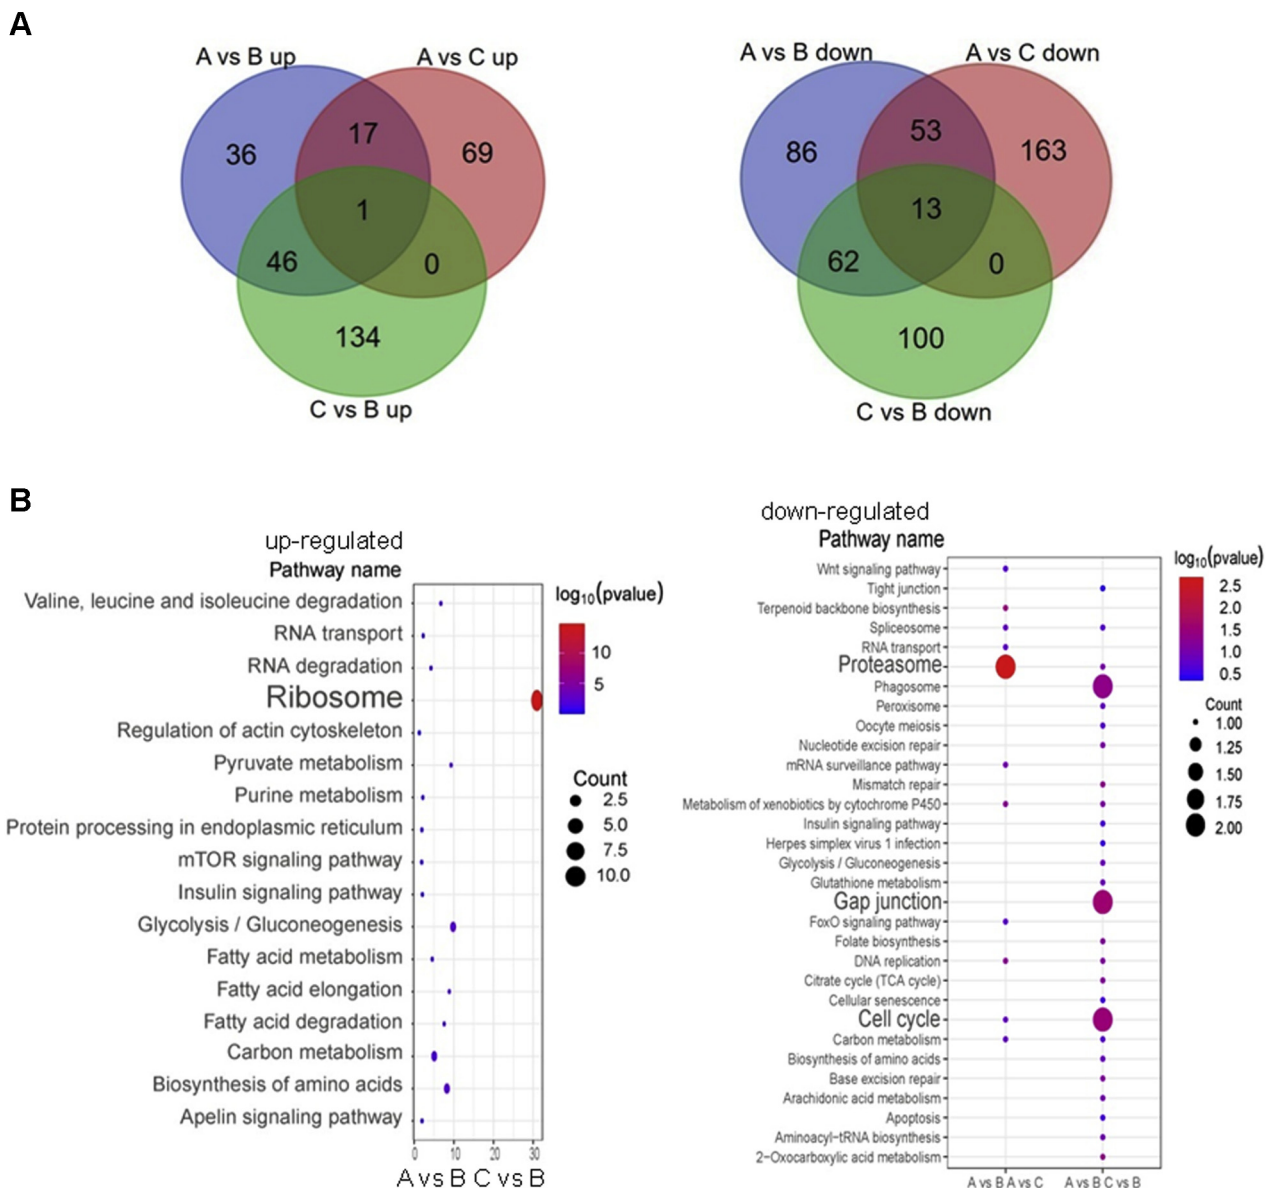 A
A vs B up
A vs C up
36
17
69
1
46
0
134
C vs B up
A vs B down
A vs C down
86
53
163
13
62
0
100
C vs B down
B
up-regulated
Pathway name
Valine, leucine and isoleucine degradation
RNA transport
RNA degradation
Ribosome
Regulation of actin cytoskeleton
Pyruvate metabolism
Purine metabolism
Protein processing in endoplasmic reticulum
mTOR signaling pathway
Insulin signaling pathway
Glycolysis / Gluconeogenesis
Fatty acid metabolism
Fatty acid elongation
Fatty acid degradation
Carbon metabolism
Biosynthesis of amino acids
Apelin signaling pathway
0 10 20 30
A vs B C vs B
log10(pvalue)
10
5
Count
2.5
5.0
7.5
10.0
down-regulated
Pathway name
Wnt signaling pathway
Tight junction
Terpenoid backbone biosynthesis
Spliceosome
RNA transport
Proteasome
Phagosome
Peroxisome
Oocyte meiosis
Nucleotide excision repair
mRNA surveillance pathway
Mismatch repair
Metabolism of xenobiotics by cytochrome P450
Insulin signaling pathway
Herpes simplex virus 1 infection
Glycolysis / Gluconeogenesis
Glutathione metabolism
Gap junction
FoxO signaling pathway
Folate biosynthesis
DNA replication
Citrate cycle (TCA cycle)
Cellular senescence
Cell cycle
Carbon metabolism
Biosynthesis of amino acids
Base excision repair
Arachidonic acid metabolism
Apoptosis
Aminoacyl−tRNA biosynthesis
2−Oxocarboxylic acid metabolism
A vs B A vs C
A vs B C vs B
log10(pvalue)
2.5
2.0
1.5
1.0
0.5
Count
1.00
1.25
1.50
1.75
2.00